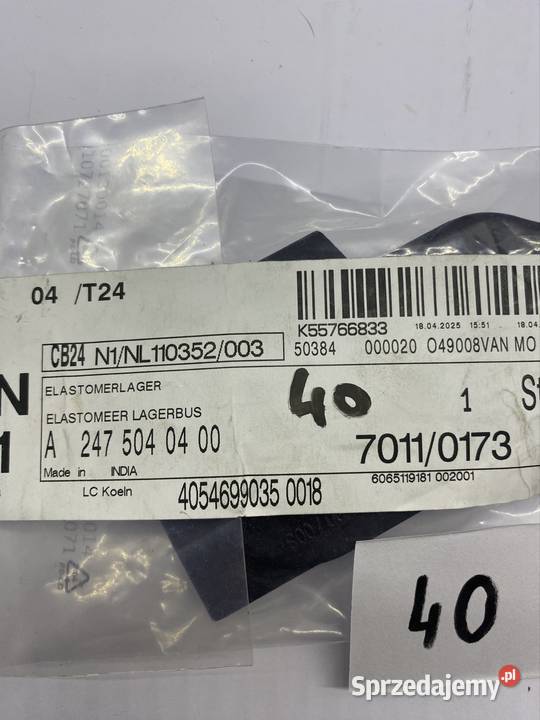 04 /T24
K55766833 18.04.2025 15:51
CB24 N1/NL110352/003 50384 000020 O49008VAN MO
ELASTOMERLAGER
ELASTOMEER LAGERBUS 40 1 St
N
1
A 247 504 04 00 7011/0173
Made in INDIA 6065119181 002001
LC Koeln 4054699035 0018
40
Sprzedajemy.pl